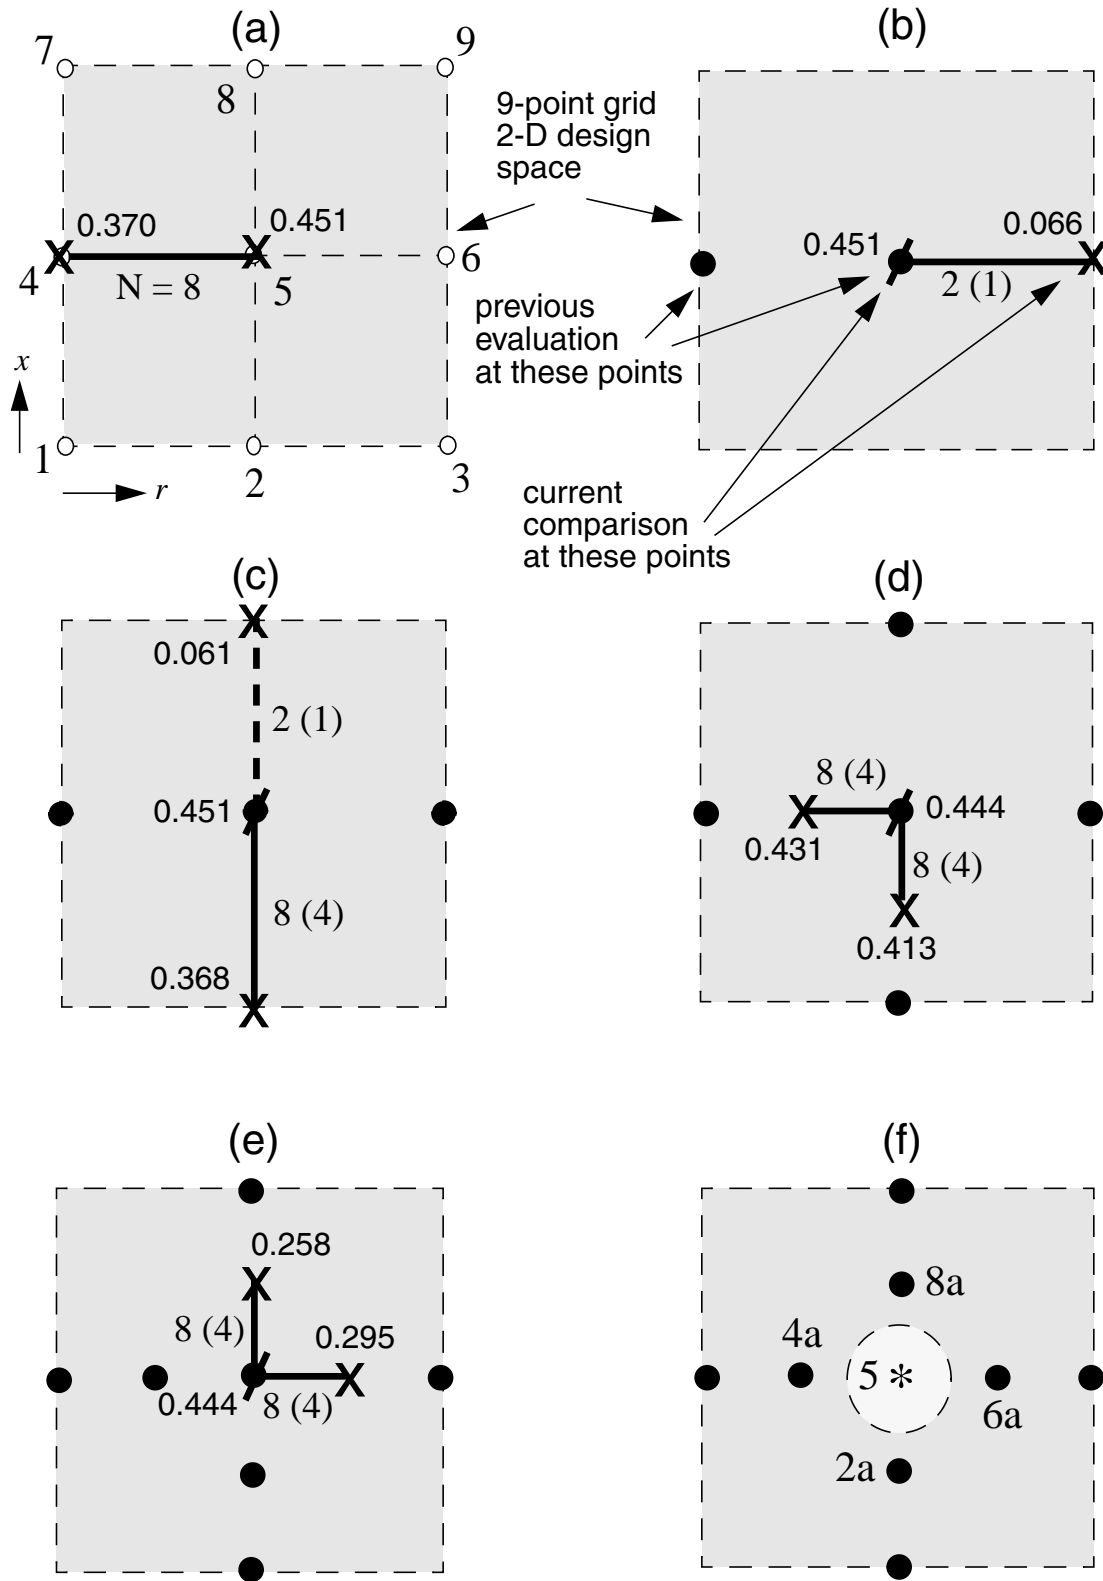 (a)
7
9
8
0.370
0.451
4
N = 8
5
6
x
1
2
3
r
9-point grid
2-D design
space
previous
evaluation
at these points
current
comparison
at these points
(b)
0.451
0.066
2 (1)
(c)
0.061
2 (1)
0.451
8 (4)
0.368
(d)
8 (4)
0.444
0.431
8 (4)
0.413
(e)
0.258
8 (4)
0.295
0.444
8 (4)
(f)
8a
4a
5 *
6a
2a